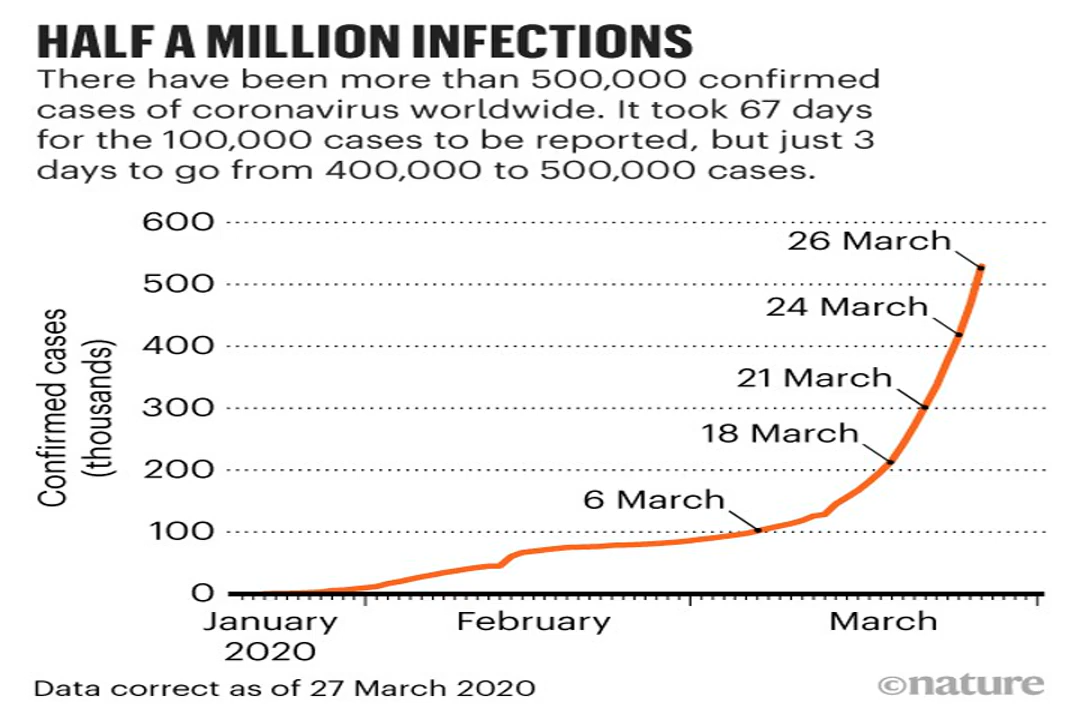 HALF A MILLION INFECTIONS
There have been more than 500,000 confirmed
cases of coronavirus worldwide. It took 67 days
for the 100,000 cases to be reported, but just 3
days to go from 400,000 to 500,000 cases.
600
26 March
500
24 March
400
21 March
300
18 March
200
6 March
100
0
Confirmed cases
(thousands)
January
2020
February
March
Data correct as of 27 March 2020
©nature